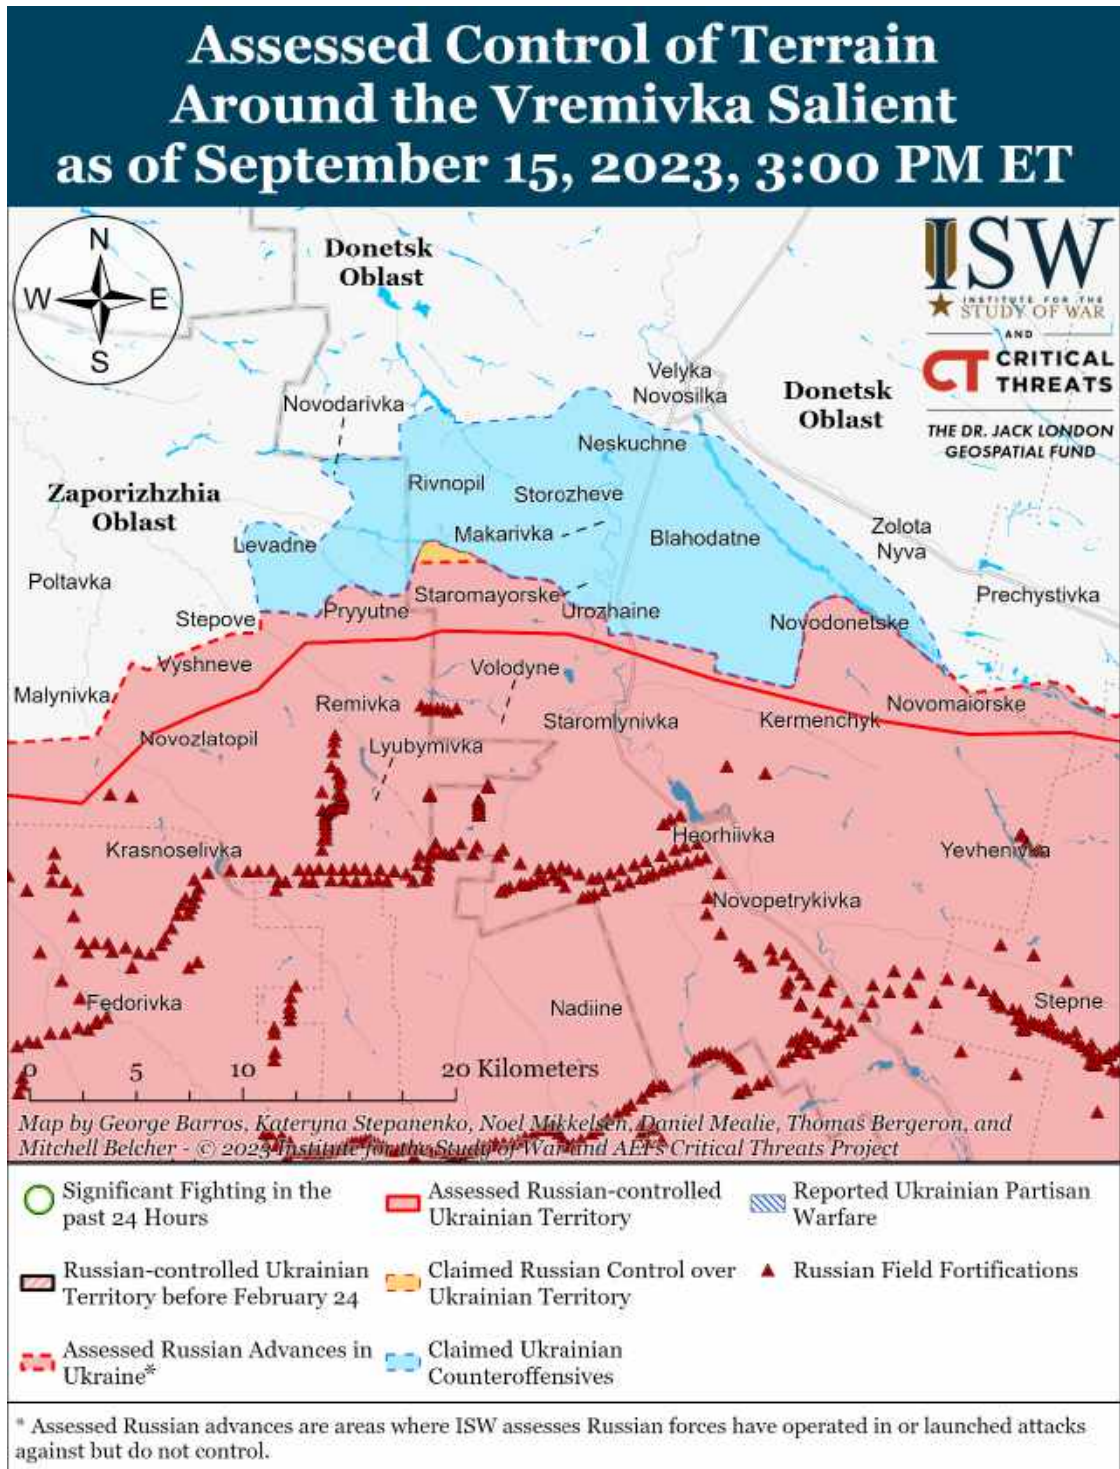 Assessed Control of Terrain
Around the Vremivka Salient
as of September 15, 2023, 3:00 PM ET
N
W E
S
Donetsk
Oblast
ISW
INSTITUTE FOR THE
STUDY OF WAR
AND
CT CRITICAL
THREATS
THE DR. JACK LONDON
GEOSPATIAL FUND
Velyka
Novosilka
Donetsk
Oblast
Novodarivka
Neskuchne
Rivnopil
Storozheve
Zaporizhzhia
Oblast
Makarivka
Blahodatne
Zolota
Nyva
Levadne
Poltavka
Staromayorske
Prechystivka
Stepove
Pryyutne
Urozhaine
Novodonetske
Vyshneve
Volodyne
Malynivka
Remivka
Staromlynivka
Kermenchyk
Novomaiorske
Novozlatopil
Lyubymivka
Krasnoselivka
Heorhiivka
Yevhenivka
Novopetrykivka
Fedorivka
Nadiine
Stepne
0 5 10 20 Kilometers
Map by George Barros, Kateryna Stepanenko, Noel Mikkelsen, Daniel Mealie, Thomas Bergeron, and
Mitchell Belcher - © 2023 Institute for the Study of War and AEI's Critical Threats Project
Significant Fighting in the
past 24 Hours
Assessed Russian-controlled
Ukrainian Territory
Reported Ukrainian Partisan
Warfare
Russian-controlled Ukrainian
Territory before February 24
Claimed Russian Control over
Ukrainian Territory
Russian Field Fortifications
Assessed Russian Advances in
Ukraine*
Claimed Ukrainian
Counteroffensives
* Assessed Russian advances are areas where ISW assesses Russian forces have operated in or launched attacks
against but do not control.